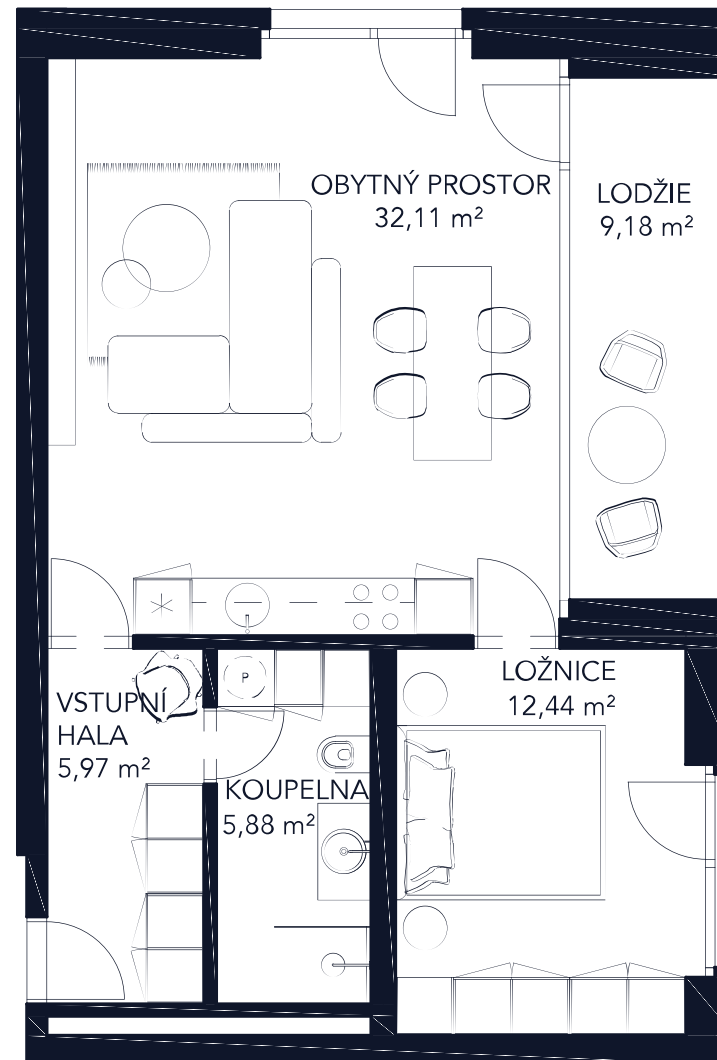 OBYTNÝ PROSTOR
32,11 m²
LODŽIE
9,18 m²
VSTUPNÍ
HALA
5,97 m²
P
KOUPELNA
5,88 m²
LOŽNICE
12,44 m²